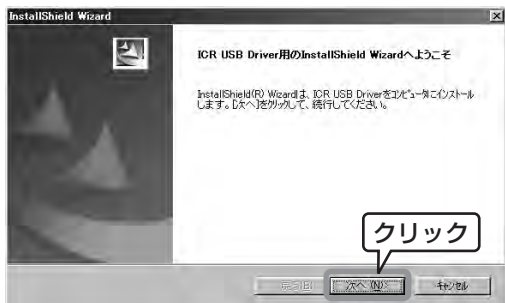 InstallShield Wizard
ICR USB Driver用のInstallShield Wizardへようこそ
InstallShield(R) Wizardは、ICR USB Driverをコンピュータにインストール
します。[次へ]をクリックして、続行してください。
クリック
< 戻る(B) 次へ(N)> キャンセル